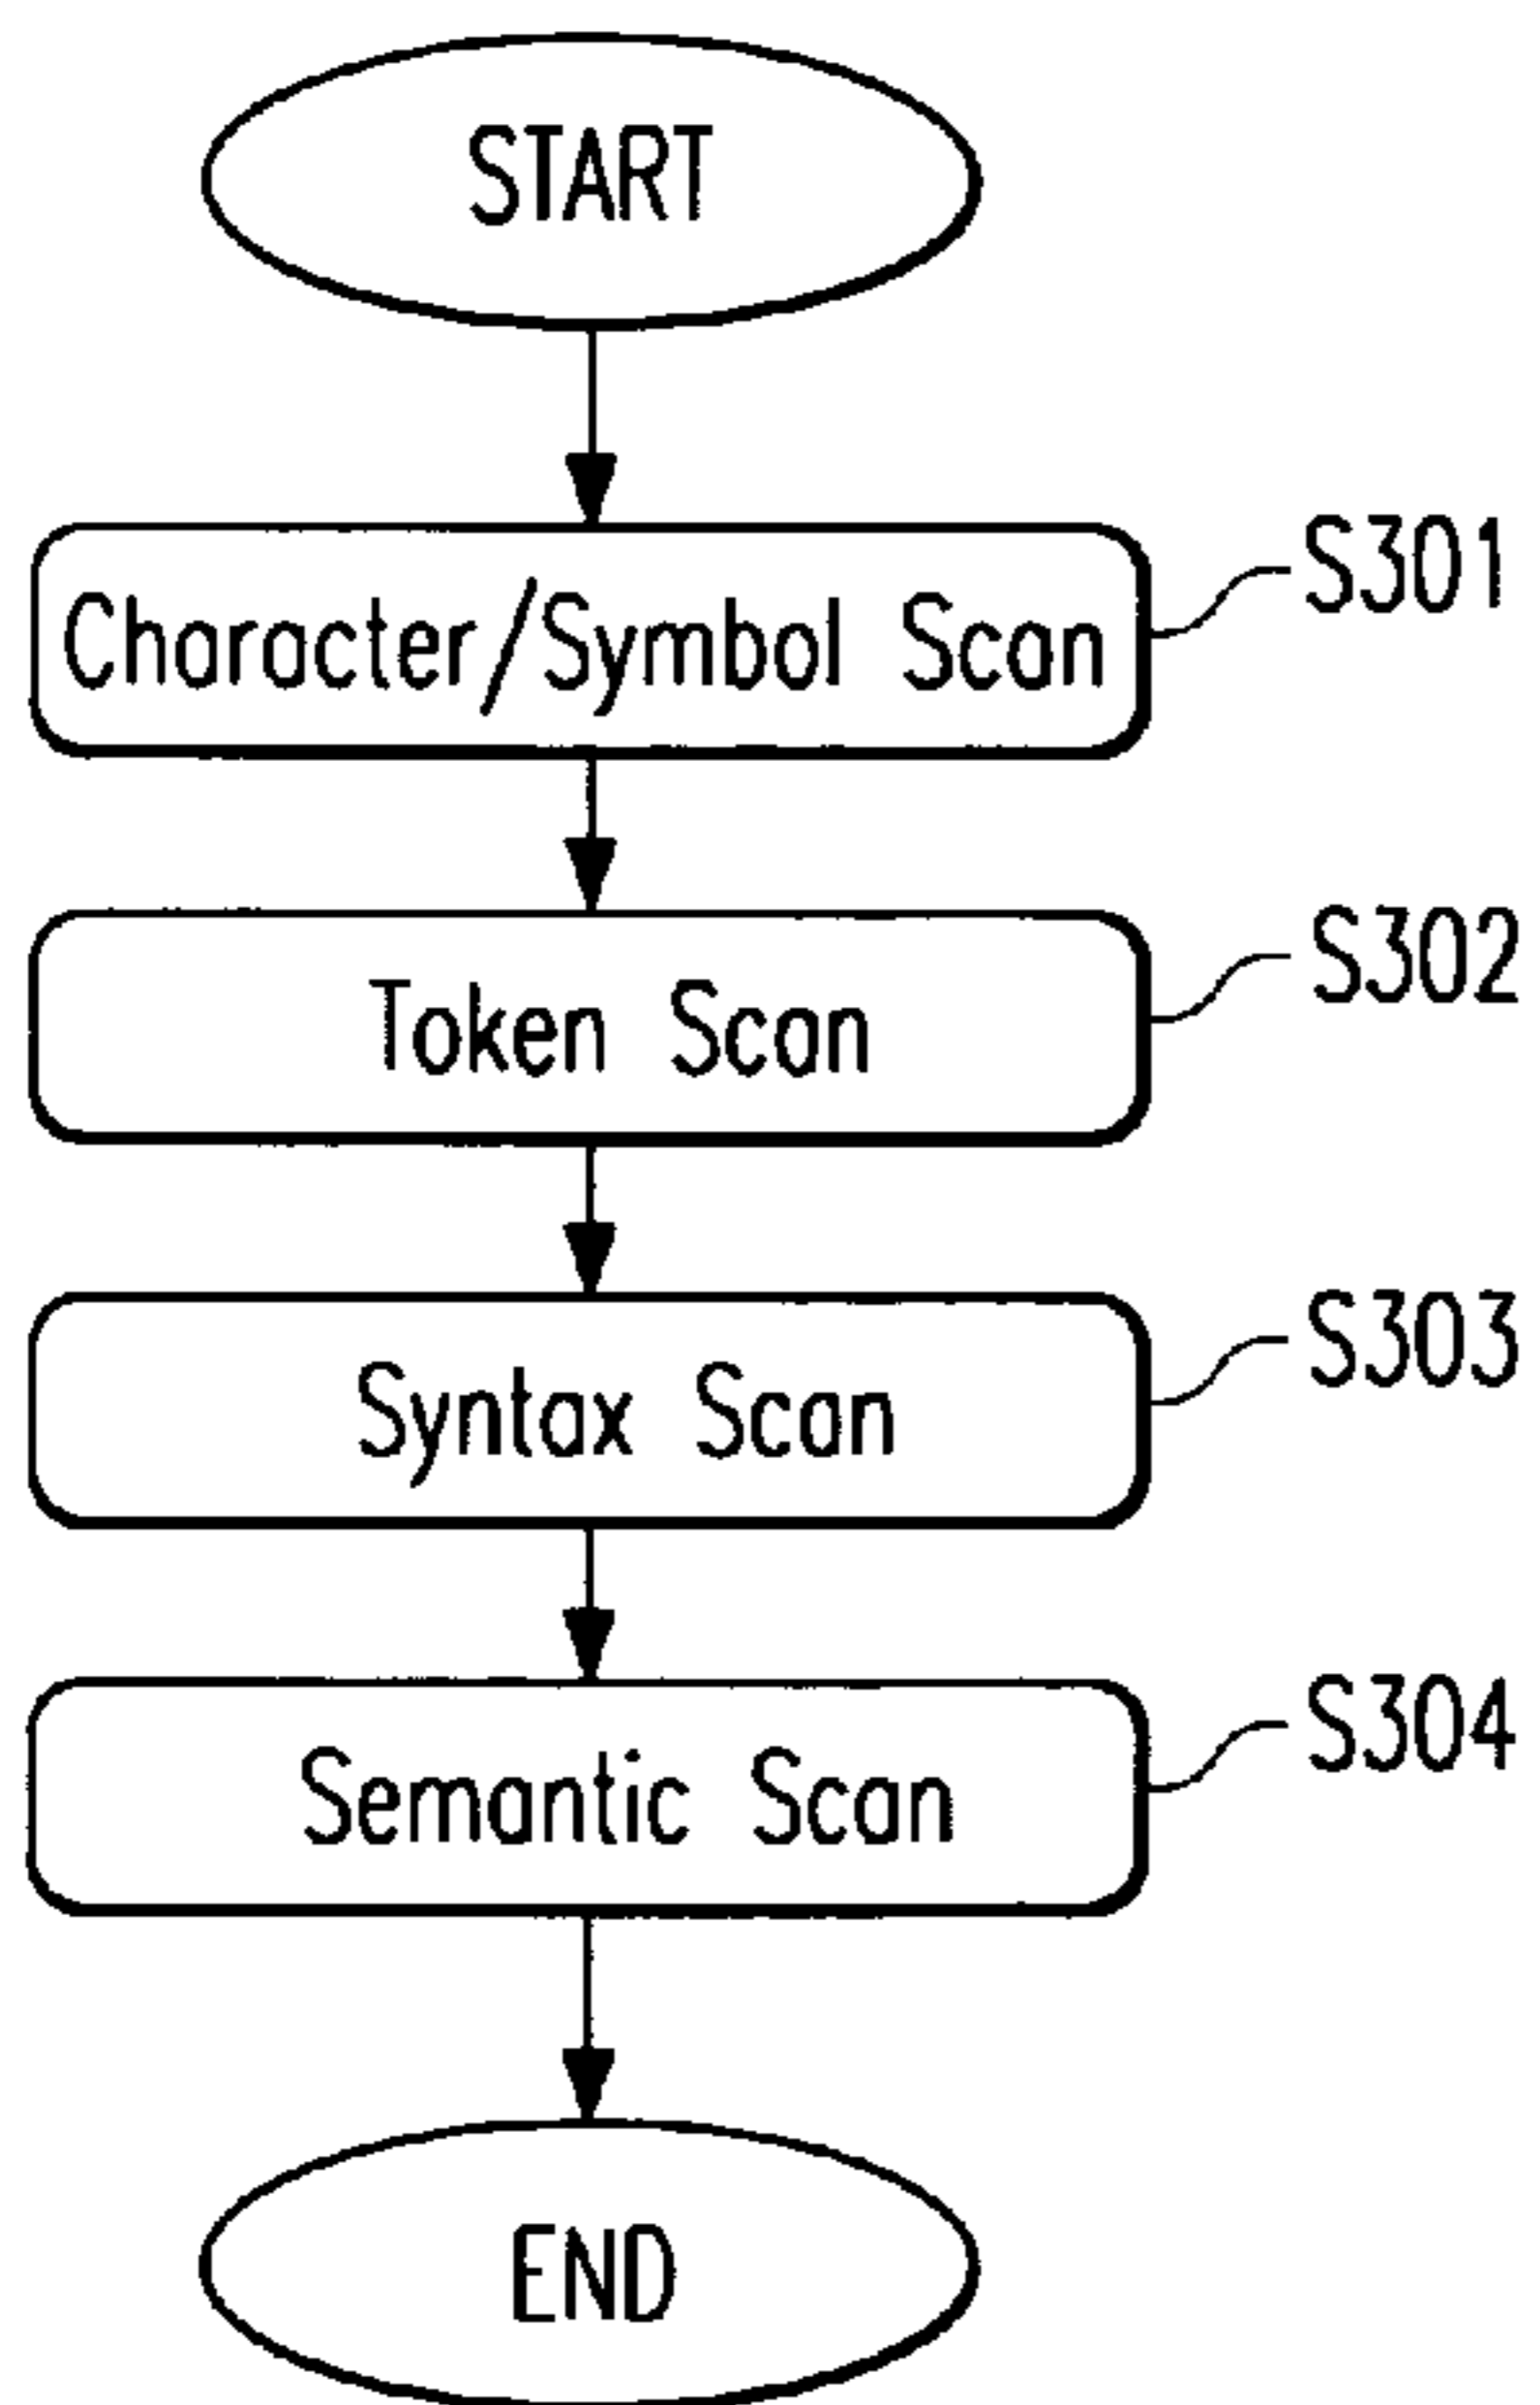 START
Character/Symbol Scan
S301
Token Scan
S302
Syntax Scan
S303
Semantic Scan
S304
END